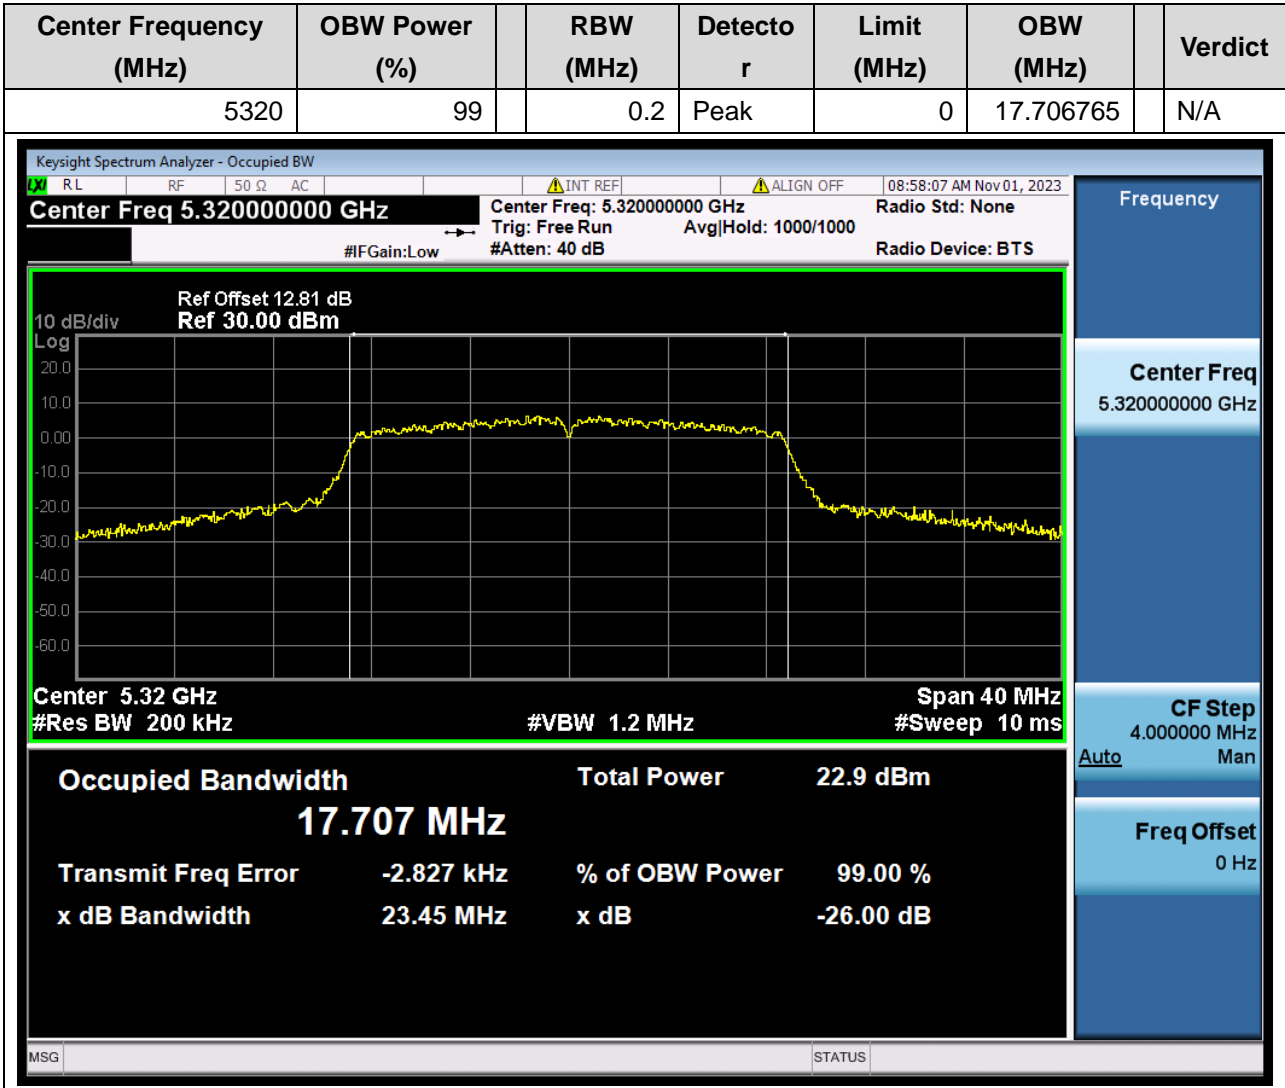 Center Frequency (MHz) OBW Power (%) RBW (MHz) Detector Limit (MHz) OBW (MHz) Verdict
5320 99 0.2 Peak 0 17.706765 N/A
Keysight Spectrum Analyzer - Occupied BW
LXI RL RF 50 Ω AC INT REF ALIGN OFF 08:58:07 AM Nov 01, 2023
Center Freq 5.320000000 GHz
Center Freq: 5.320000000 GHz Radio Std: None
Trig: Free Run Avg|Hold: 1000/1000
#IFGain:Low #Atten: 40 dB Radio Device: BTS
Ref Offset 12.81 dB
10 dB/div Ref 30.00 dBm
Log
20.0
10.0
0.00
-10.0
-20.0
-30.0
-40.0
-50.0
-60.0
Center 5.32 GHz Span 40 MHz
#Res BW 200 kHz #VBW 1.2 MHz #Sweep 10 ms
Occupied Bandwidth Total Power 22.9 dBm
17.707 MHz
Transmit Freq Error -2.827 kHz % of OBW Power 99.00 %
x dB Bandwidth 23.45 MHz x dB -26.00 dB
Frequency
Center Freq
5.320000000 GHz
CF Step
4.000000 MHz
Auto Man
Freq Offset
0 Hz
MSG STATUS